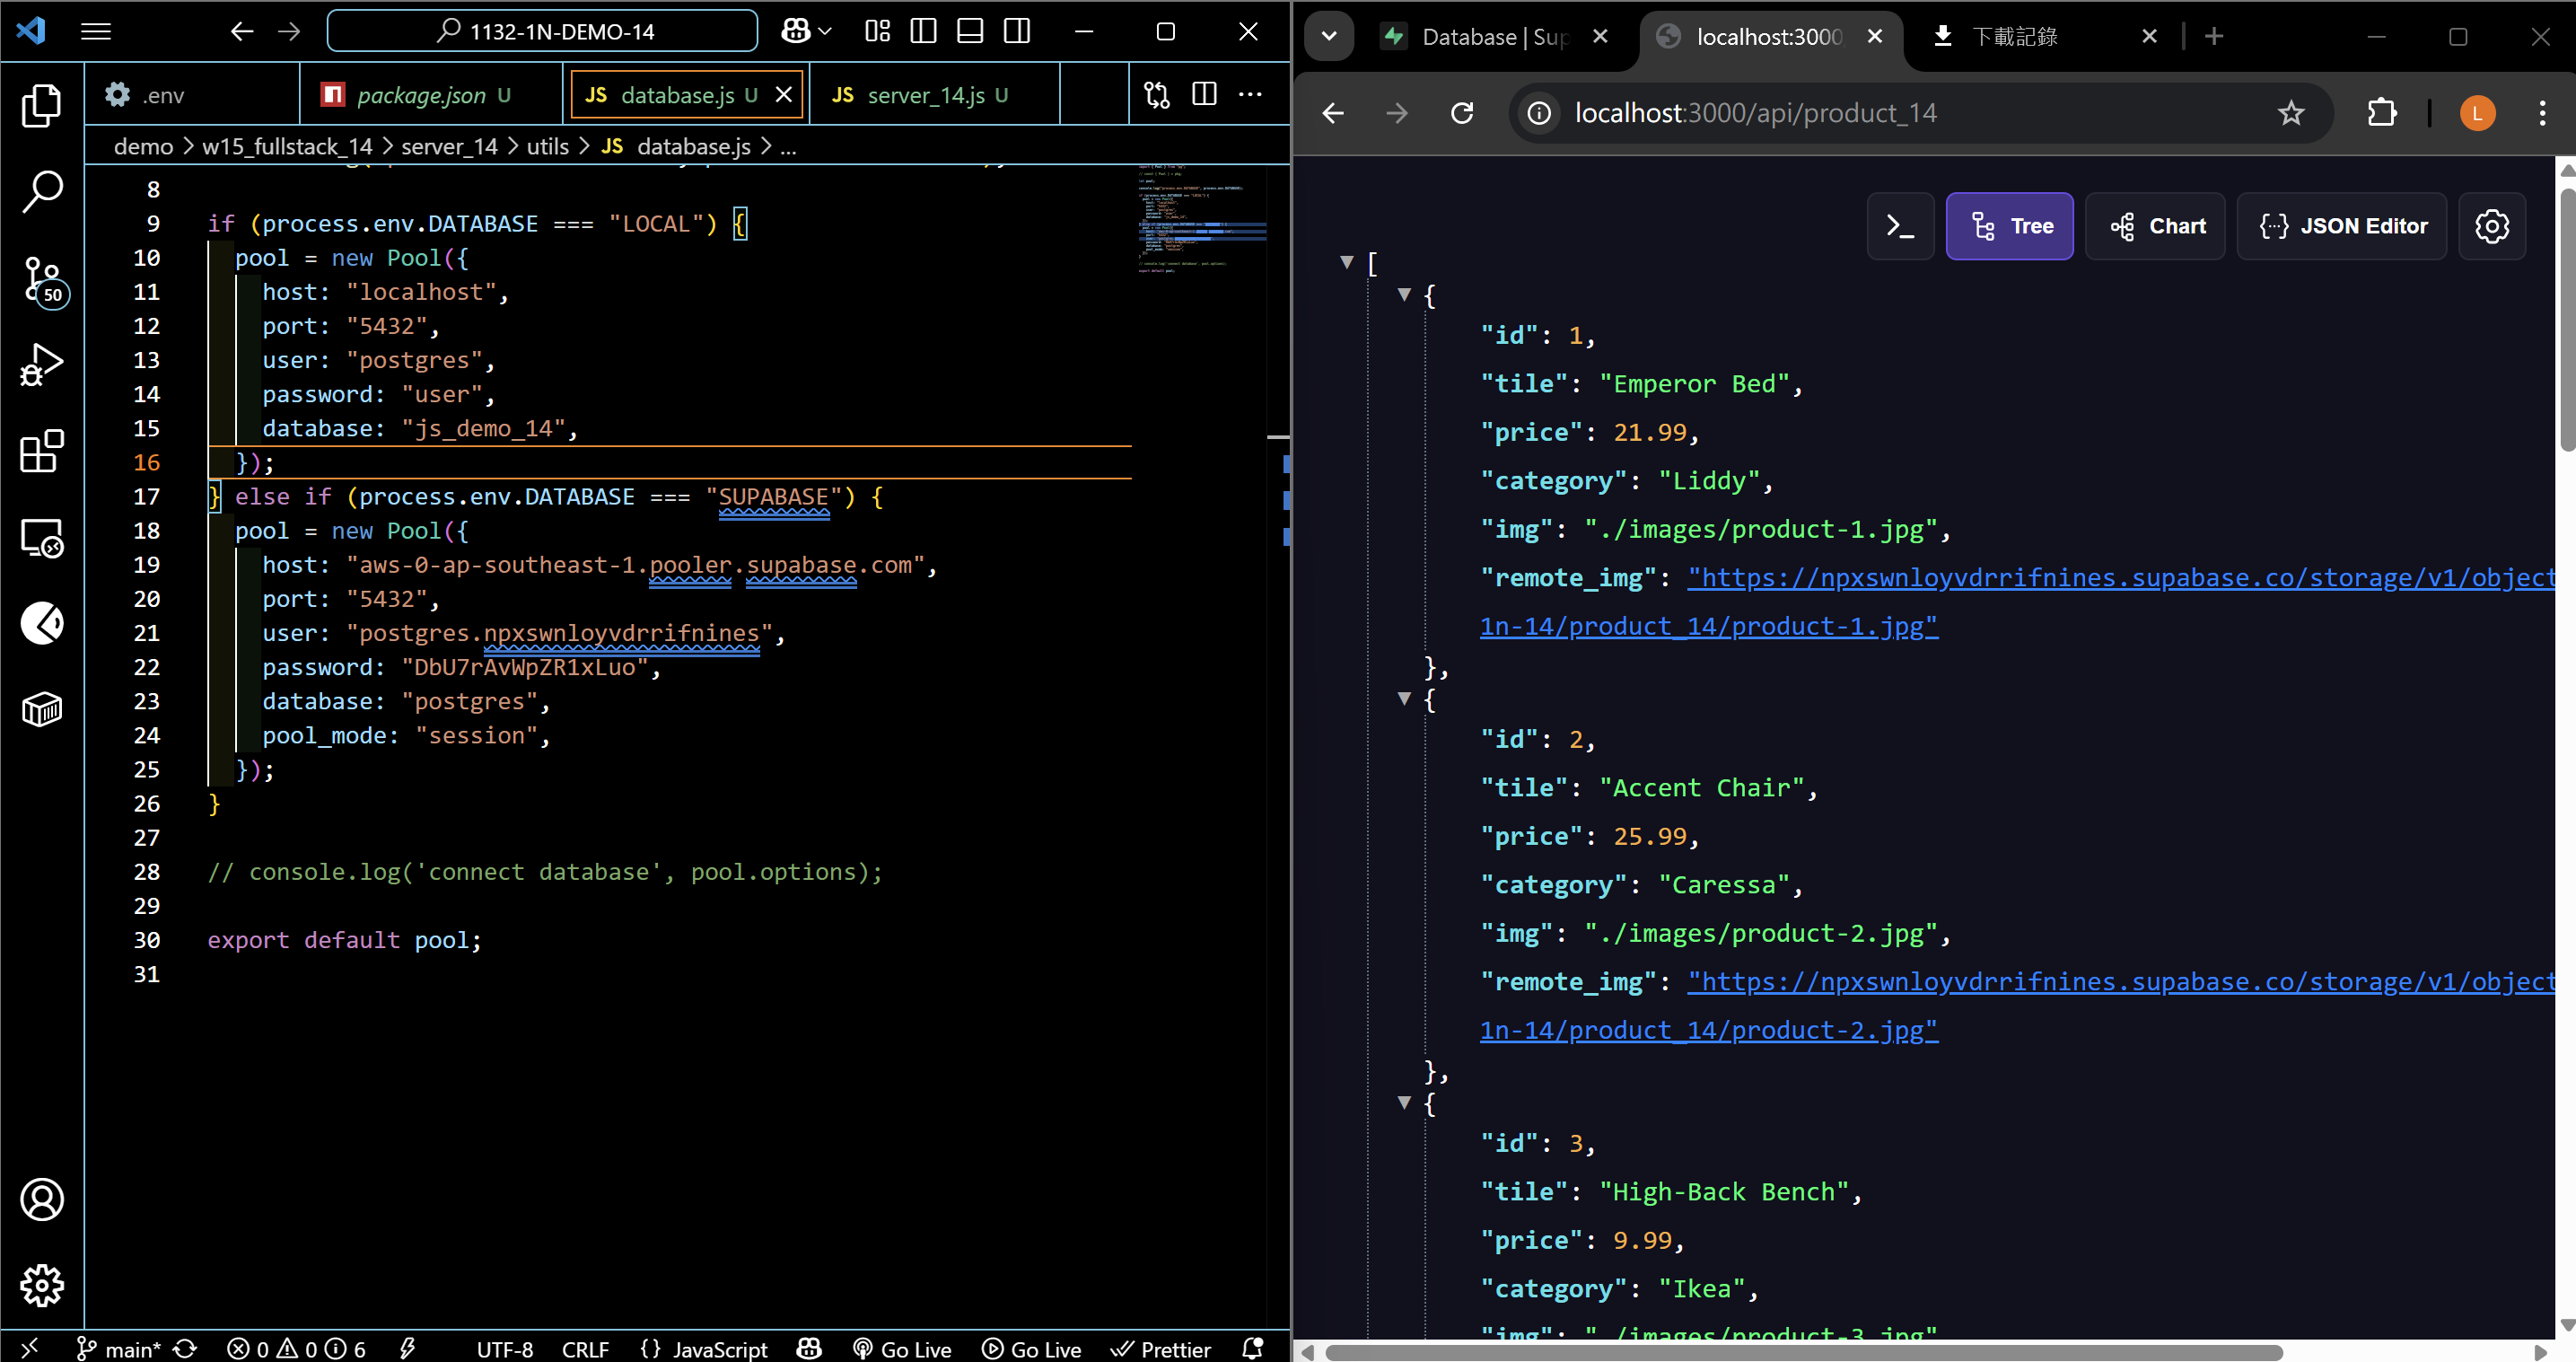 1132-1N-DEMO-14
.env
package.json U
JS database.js U
JS server_14.js U
demo > w15_fullstack_14 > server_14 > utils > JS database.js > ...
8
9 if (process.env.DATABASE === "LOCAL") {
10 pool = new Pool({
11 host: "localhost",
12 port: "5432",
13 user: "postgres",
14 password: "user",
15 database: "js_demo_14",
16 });
17 } else if (process.env.DATABASE === "SUPABASE") {
18 pool = new Pool({
19 host: "aws-0-ap-southeast-1.pooler.supabase.com",
20 port: "5432",
21 user: "postgres.npxswnloyvdrrifnines",
22 password: "DbU7rAvWpZR1xLuo",
23 database: "postgres",
24 pool_mode: "session",
25 });
26 }
27
28 // console.log('connect database', pool.options);
29
30 export default pool;
31
50
main* 0 0 6 UTF-8 CRLF {} JavaScript Go Live Go Live Prettier
Database | Sup
localhost:3000
下載記錄
localhost:3000/api/product_14
L
Tree
Chart
JSON Editor
[
{
"id": 1,
"tile": "Emperor Bed",
"price": 21.99,
"category": "Liddy",
"img": "./images/product-1.jpg",
"remote_img": "https://npxswnloyvdrrifnines.supabase.co/storage/v1/object
1n-14/product_14/product-1.jpg"
},
{
"id": 2,
"tile": "Accent Chair",
"price": 25.99,
"category": "Caressa",
"img": "./images/product-2.jpg",
"remote_img": "https://npxswnloyvdrrifnines.supabase.co/storage/v1/object
1n-14/product_14/product-2.jpg"
},
{
"id": 3,
"tile": "High-Back Bench",
"price": 9.99,
"category": "Ikea",
"img": "./images/product-3.jpg"